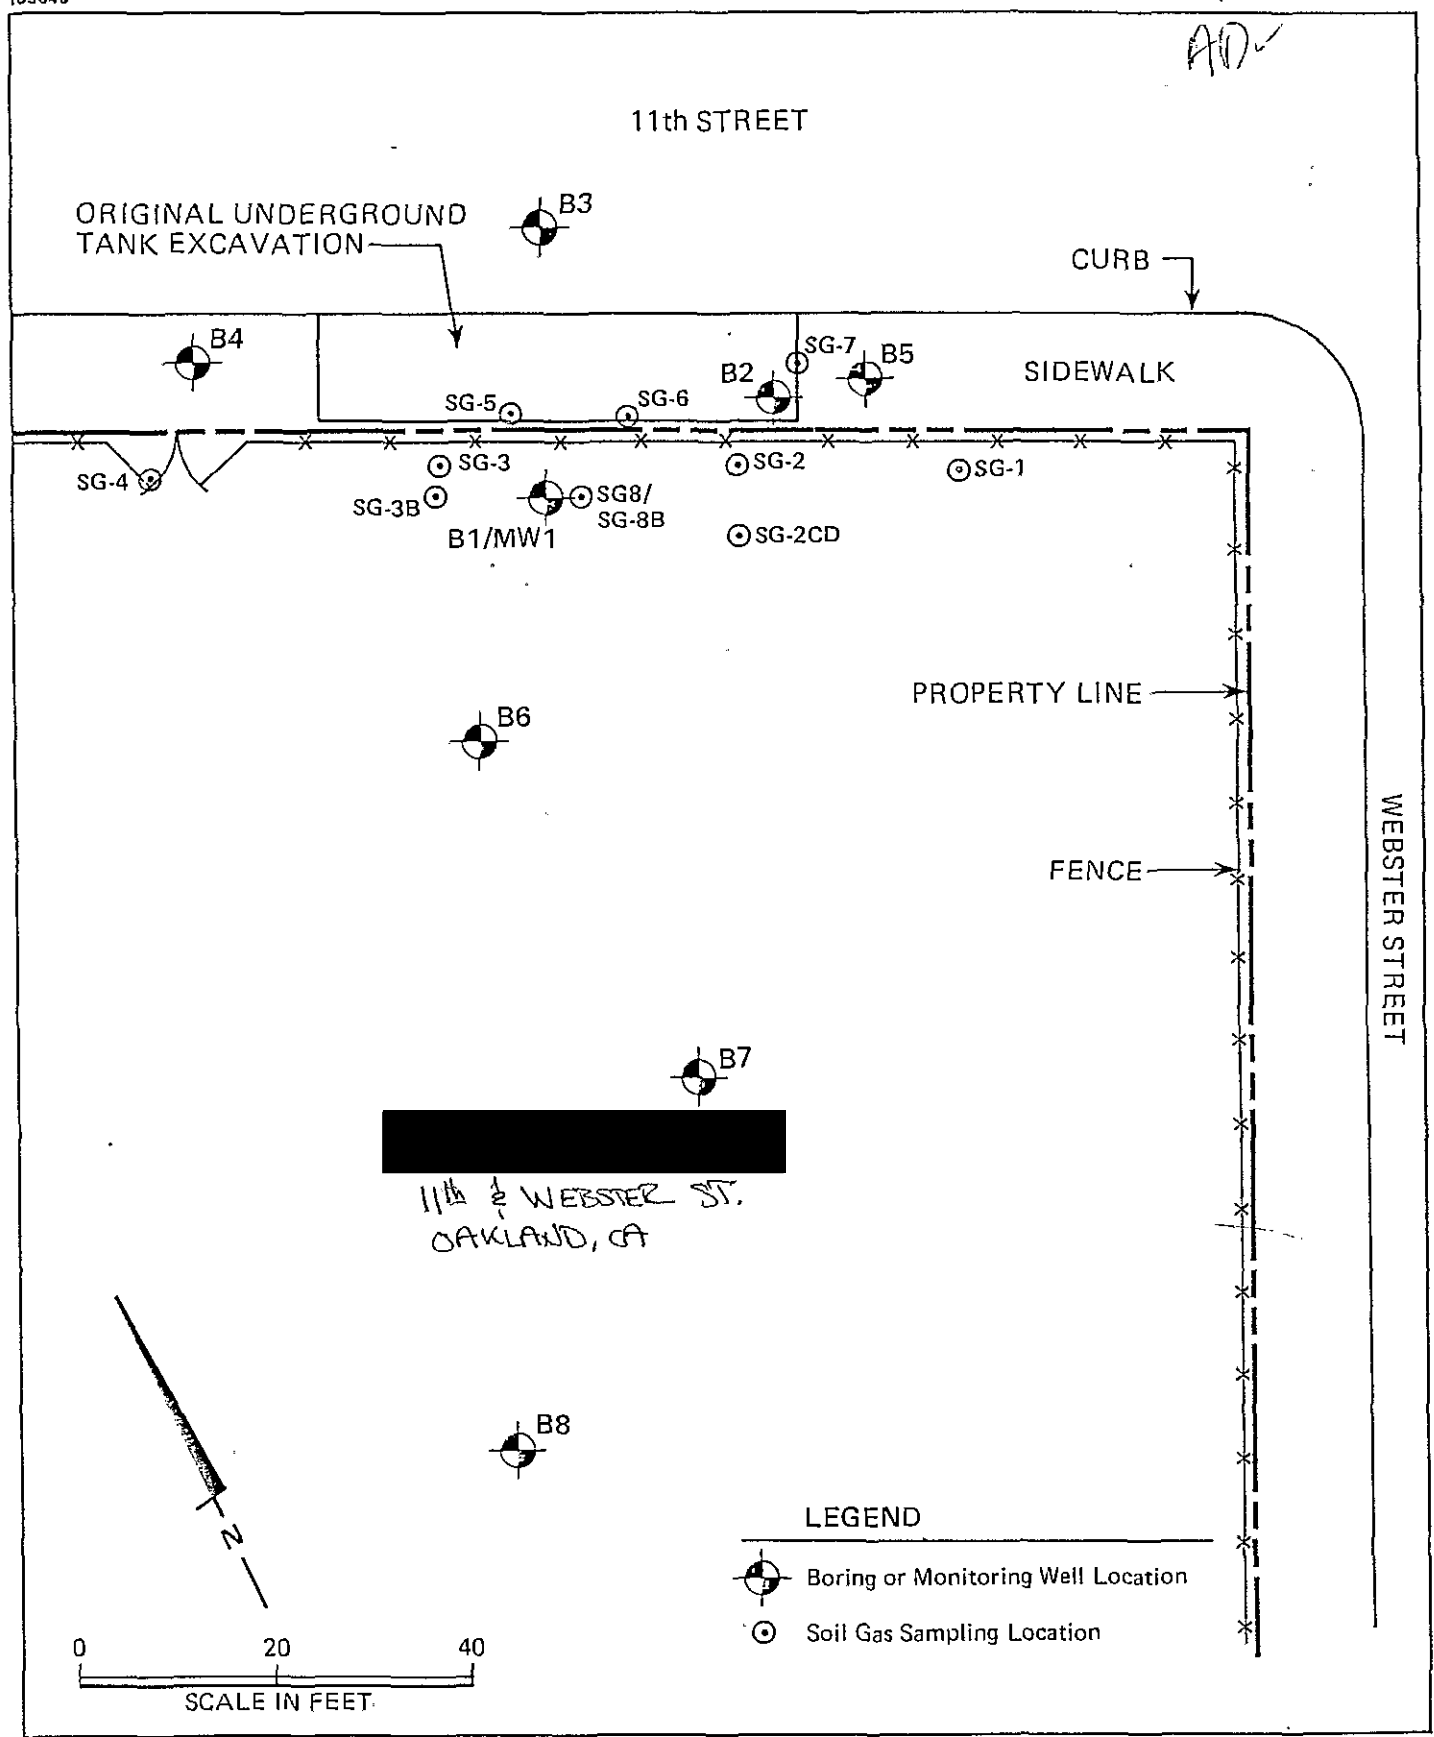 AD✓
11th STREET
ORIGINAL UNDERGROUND
TANK EXCAVATION
B3
CURB
B4
SG-7
B5
B2
SIDEWALK
SG-5
SG-6
SG-3
SG-2
SG-1
SG-4
SG-3B
SG8/
SG-8B
B1/MW1
SG-2CD
PROPERTY LINE
B6
WEBSTER STREET
FENCE
B7
11th & WEBSTER ST.
OAKLAND, CA
B8
N
LEGEND
Boring or Monitoring Well Location
Soil Gas Sampling Location
0 20 40
SCALE IN FEET